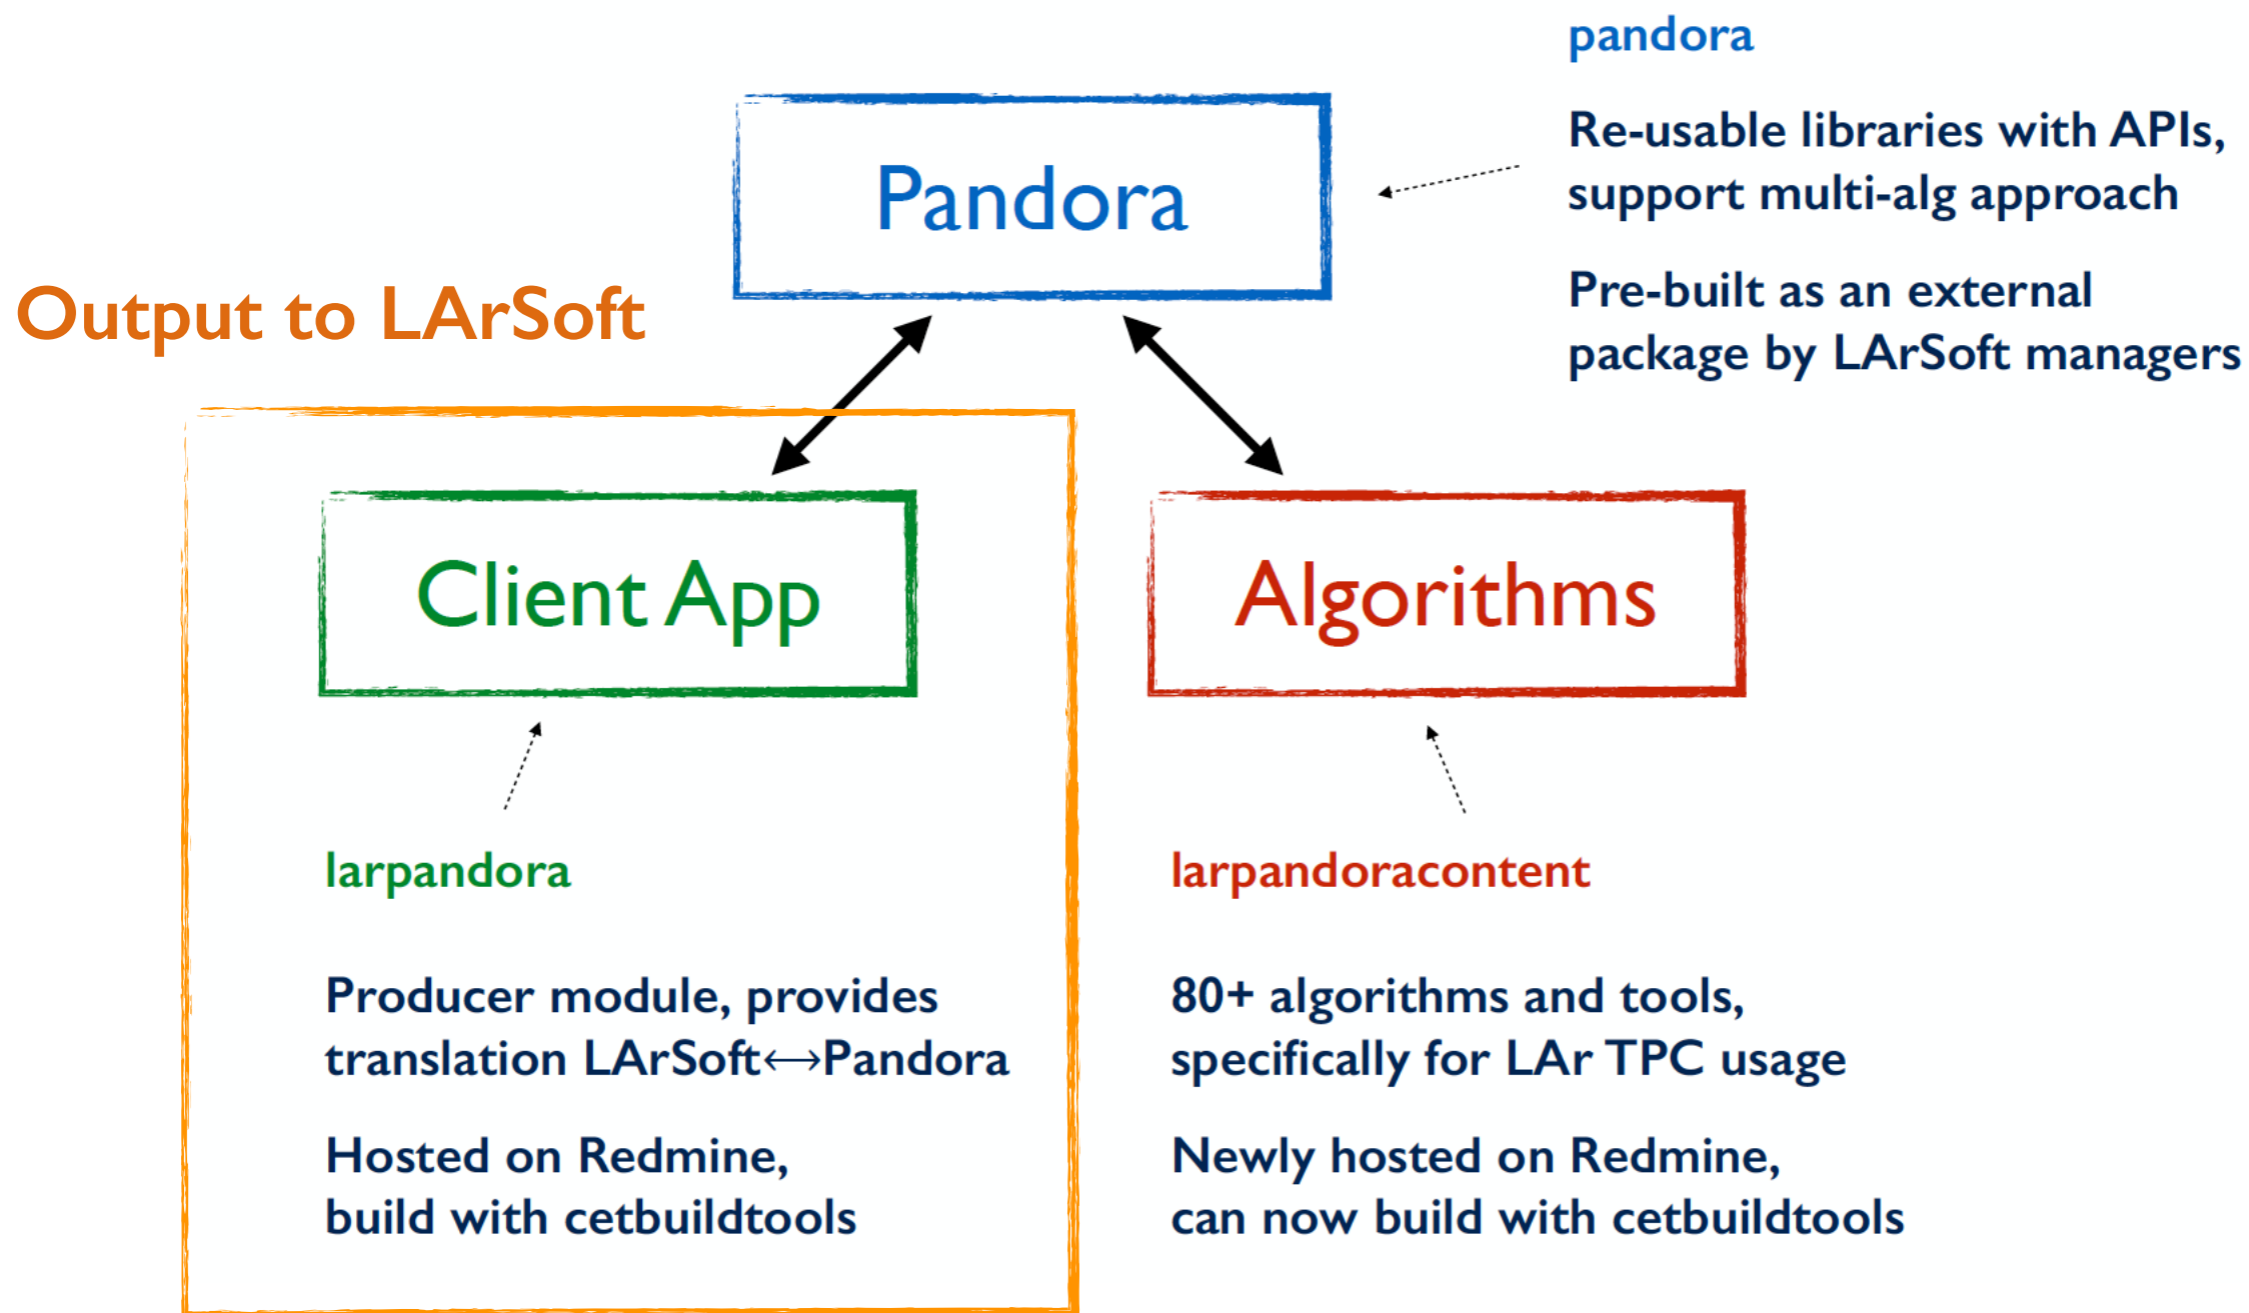 pandora
Pandora
Re-usable libraries with APIs,
support multi-alg approach
Pre-built as an external
package by LArSoft managers
Output to LArSoft
Client App
Algorithms
larpandora
Producer module, provides
translation LArSoft⟷Pandora
Hosted on Redmine,
build with cetbuildtools
larpandoracontent
80+ algorithms and tools,
specifically for LAr TPC usage
Newly hosted on Redmine,
can now build with cetbuildtools